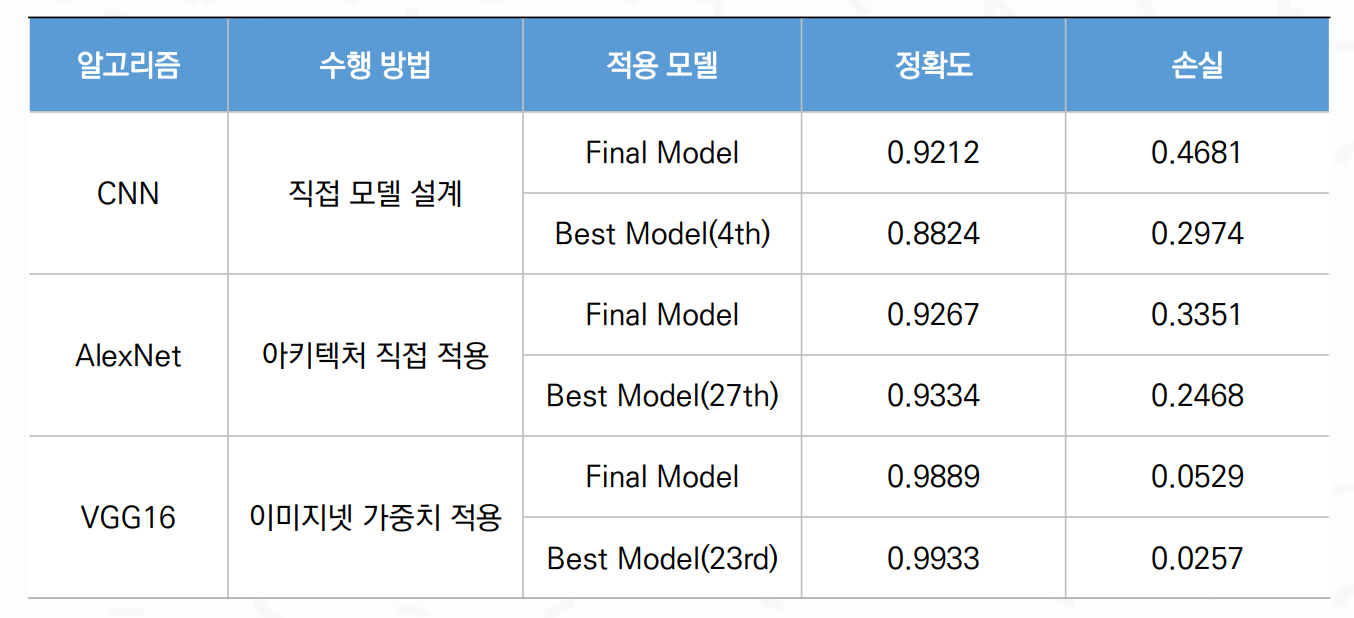 알고리즘 수행 방법 적용 모델 정확도 손실
CNN 직접 모델 설계 Final Model 0.9212 0.4681
Best Model(4th) 0.8824 0.2974
AlexNet 아키텍처 직접 적용 Final Model 0.9267 0.3351
Best Model(27th) 0.9334 0.2468
VGG16 이미지넷 가중치 적용 Final Model 0.9889 0.0529
Best Model(23rd) 0.9933 0.0257